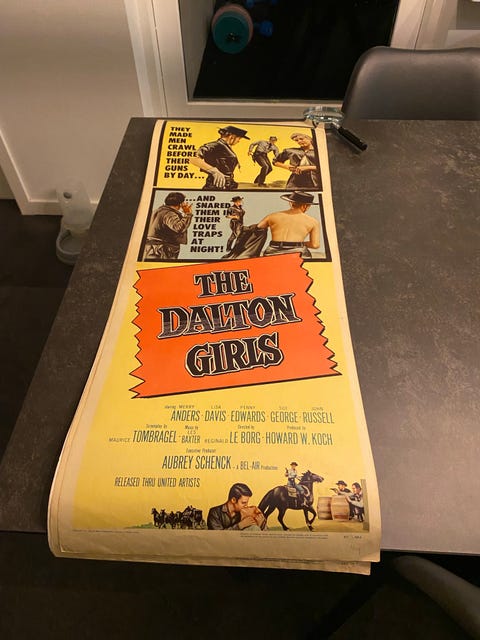 THEY
MADE
MEN
CRAWL
BEFORE
THEIR
GUNS
BY DAY...
...AND
SNARED
THEM IN
THEIR
LOVE
TRAPS
AT
NIGHT!
THE
DALTON
GIRLS
starring MERRY ANDERS · LISA DAVIS · PENNY EDWARDS · SUE GEORGE · JOHN RUSSELL
Screenplay by MAURICE TOMBRAGEL · Music by LES BAXTER · Directed by REGINALD LE BORG · Produced by HOWARD W. KOCH
Executive Producer
AUBREY SCHENCK · A BEL-AIR Production
RELEASED THRU UNITED ARTISTS